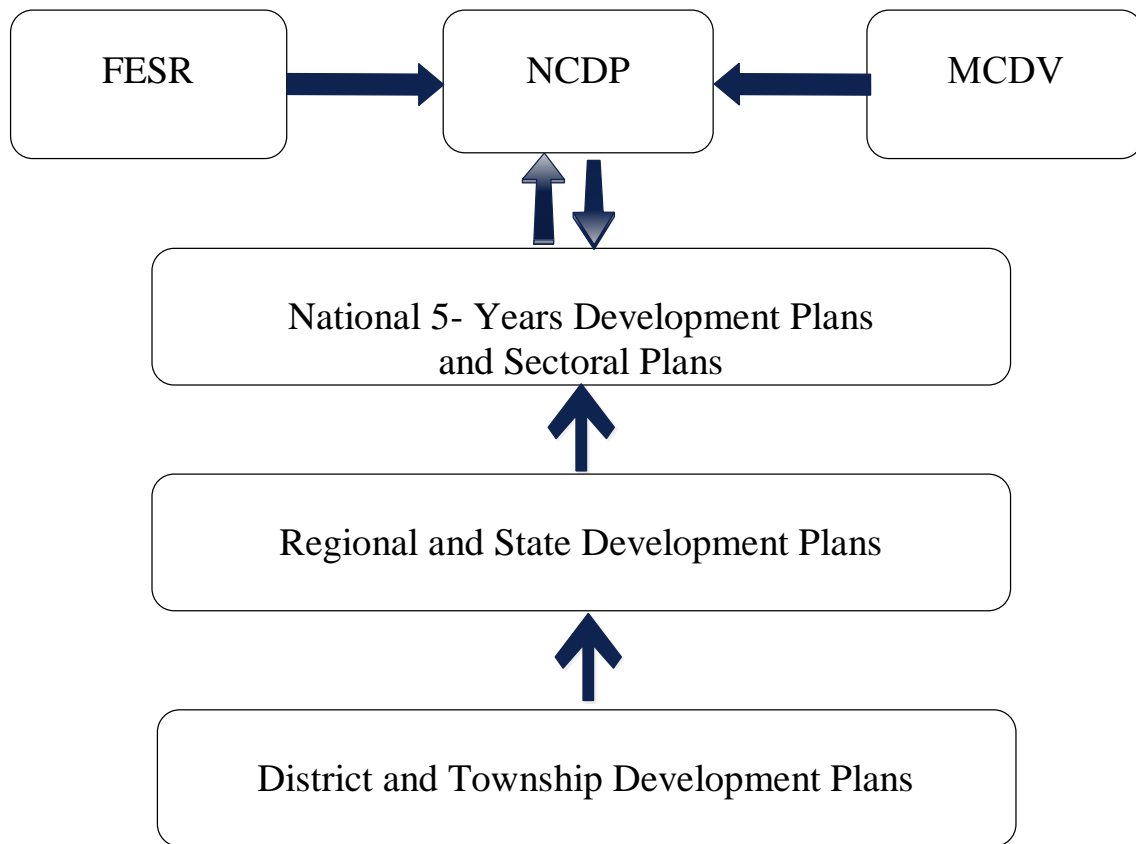 FESR
NCDP
MCDV
National 5- Years Development Plans
and Sectoral Plans
Regional and State Development Plans
District and Township Development Plans